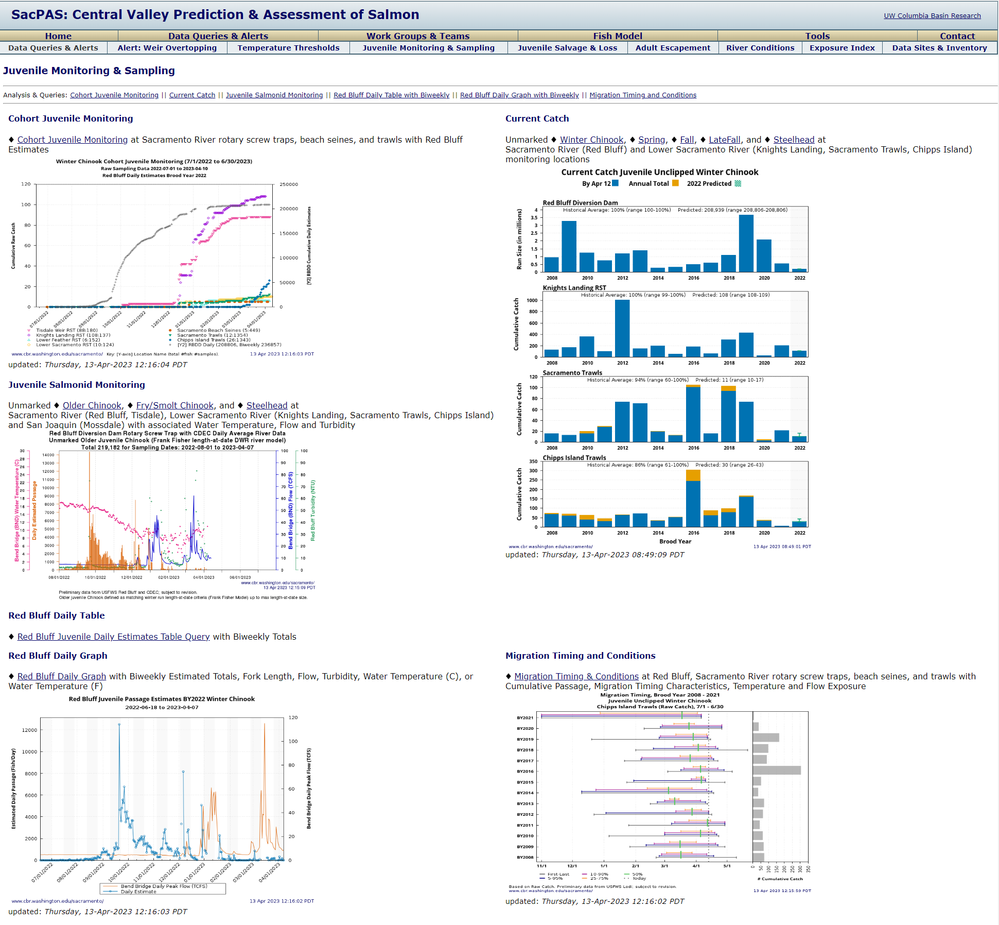 SacPAS: Central Valley Prediction & Assessment of Salmon
UW Columbia Basin Research
Home Data Queries & Alerts Work Groups & Teams Fish Model Tools Contact
Data Queries & Alerts Alert: Weir Overtopping Temperature Thresholds Juvenile Monitoring & Sampling Juvenile Salvage & Loss Adult Escapement River Conditions Exposure Index Data Sites & Inventory
Juvenile Monitoring & Sampling
Analysis & Queries: Cohort Juvenile Monitoring || Current Catch || Juvenile Salmonid Monitoring || Red Bluff Daily Table with Biweekly || Red Bluff Daily Graph with Biweekly || Migration Timing and Conditions
Cohort Juvenile Monitoring
♦ Cohort Juvenile Monitoring at Sacramento River rotary screw traps, beach seines, and trawls with Red Bluff
Estimates
Winter Chinook Cohort Juvenile Monitoring (7/1/2022 to 6/30/2023)
Raw Sampling Data 2022-07-01 to 2023-04-10
Red Bluff Daily Estimates Brood Year 2022
Cumulative Raw Catch
120
100
80
60
40
20
0
250000
200000
150000
100000
50000
0
[Y2] RBDD Cumulative Daily Estimates
07/01/2022 08/01/2022 09/01/2022 10/01/2022 11/01/2022 12/01/2022 01/01/2023 02/01/2023 03/01/2023 04/01/2023
Tisdale Weir RST (88:180)
Knights Landing RST (108:137)
Lower Feather RST (6:152)
Lower Sacramento RST (10:124)
Sacramento Beach Seines (5:449)
Sacramento Trawls (12:1354)
Chipps Island Trawls (26:1343)
[Y2] RBDD Daily (208806, Biweekly 236857)
www.cbr.washington.edu/sacramento/ Key: [Y-axis] Location Name (total #fish: #samples). 13 Apr 2023 12:16:03 PDT
updated: Thursday, 13-Apr-2023 12:16:04 PDT
Juvenile Salmonid Monitoring
Unmarked ♦ Older Chinook, ♦ Fry/Smolt Chinook, and ♦ Steelhead at
Sacramento River (Red Bluff, Tisdale), Lower Sacramento River (Knights Landing, Sacramento Trawls, Chipps Island)
and San Joaquin (Mossdale) with associated Water Temperature, Flow and Turbidity
Red Bluff Diversion Dam Rotary Screw Trap with CDEC Daily Average River Data
Unmarked Older Juvenile Chinook (Frank Fisher length-at-date DWR river model)
Total 219,182 for Sampling Dates: 2022-08-01 to 2023-04-07
Bend Bridge (BND) Water Temperature (C)
30
28
26
24
22
20
18
16
14
12
10
8
6
4
2
0
Daily Estimated Passage
14000
13000
12000
11000
10000
9000
8000
7000
6000
5000
4000
3000
2000
1000
0
100
90
80
70
60
50
40
30
20
10
0
Bend Bridge (BND) Flow (TCFS)
100
90
80
70
60
50
40
30
20
10
0
Red Bluff Turbidity (NTU)
08/01/2022 10/01/2022 12/01/2022 02/01/2023 04/01/2023 06/01/2023
www.cbr.washington.edu/sacramento/
13 Apr 2023 12:15:09 PDT
Preliminary data from USFWS Red Bluff and CDEC; subject to revision.
Older juvenile Chinook defined as matching winter run length-at-date criteria (Frank Fisher Model) up to max length-at-date size.
Red Bluff Daily Table
♦ Red Bluff Juvenile Daily Estimates Table Query with Biweekly Totals
Red Bluff Daily Graph
♦ Red Bluff Daily Graph with Biweekly Estimated Totals, Fork Length, Flow, Turbidity, Water Temperature (C), or
Water Temperature (F)
Red Bluff Juvenile Passage Estimates BY2022 Winter Chinook
2022-06-18 to 2023-04-07
Estimated Daily Passage (Fish/Day)
12000
10000
8000
6000
4000
2000
0
120
100
80
60
40
20
0
Bend Bridge Daily Peak Flow (TCFS)
07/01/2022 08/01/2022 09/01/2022 10/01/2022 11/01/2022 12/01/2022 01/01/2023 02/01/2023 03/01/2023 04/01/2023
Bend Bridge Daily Peak Flow (TCFS)
Daily Estimate
www.cbr.washington.edu/sacramento/ 13 Apr 2023 12:16:02 PDT
updated: Thursday, 13-Apr-2023 12:16:03 PDT
Current Catch
Unmarked ♦ Winter Chinook, ♦ Spring, ♦ Fall, ♦ LateFall, and ♦ Steelhead at
Sacramento River (Red Bluff) and Lower Sacramento River (Knights Landing, Sacramento Trawls, Chipps Island)
monitoring locations
Current Catch Juvenile Unclipped Winter Chinook
By Apr 12 Annual Total 2022 Predicted
Red Bluff Diversion Dam
Historical Average: 100% (range 100-100%) Predicted: 208,939 (range 208,806-208,806)
Run Size (in millions)
4
3.5
3
2.5
2
1.5
1
0.5
0
2008 2010 2012 2014 2016 2018 2020 2022
Knights Landing RST
Historical Average: 100% (range 99-100%) Predicted: 108 (range 108-109)
Cumulative Catch
1000
800
600
400
200
0
2008 2010 2012 2014 2016 2018 2020 2022
Sacramento Trawls
Historical Average: 94% (range 60-100%) Predicted: 11 (range 10-17)
Cumulative Catch
120
100
80
60
40
20
0
2008 2010 2012 2014 2016 2018 2020 2022
Chipps Island Trawls
Historical Average: 86% (range 61-100%) Predicted: 30 (range 26-43)
Cumulative Catch
350
300
250
200
150
100
50
0
2008 2010 2012 2014 2016 2018 2020 2022
Brood Year
www.cbr.washington.edu/sacramento/ 13 Apr 2023 08:49:01 PDT
updated: Thursday, 13-Apr-2023 08:49:09 PDT
Migration Timing and Conditions
♦ Migration Timing & Conditions at Red Bluff, Sacramento River rotary screw traps, beach seines, and trawls with
Cumulative Passage, Migration Timing Characteristics, Temperature and Flow Exposure
Migration Timing, Brood Year 2008 - 2021
Juvenile Unclipped Winter Chinook
Chipps Island Trawls (Raw Catch), 7/1 - 6/30
BY2021
BY2020
BY2019
BY2018
BY2017
BY2016
BY2015
BY2014
BY2013
BY2012
BY2011
BY2010
BY2009
BY2008
11/1 12/1 1/1 2/1 3/1 4/1 5/1
0 50 100 150 200 250 300 350
First-Last 10-90% 50%
5-95% 25-75% Today
# Cumulative Catch
Based on Raw Catch. Preliminary data from USFWS Lodi; subject to revision.
www.cbr.washington.edu/sacramento/ 13 Apr 2023 12:15:59 PDT
updated: Thursday, 13-Apr-2023 12:16:02 PDT